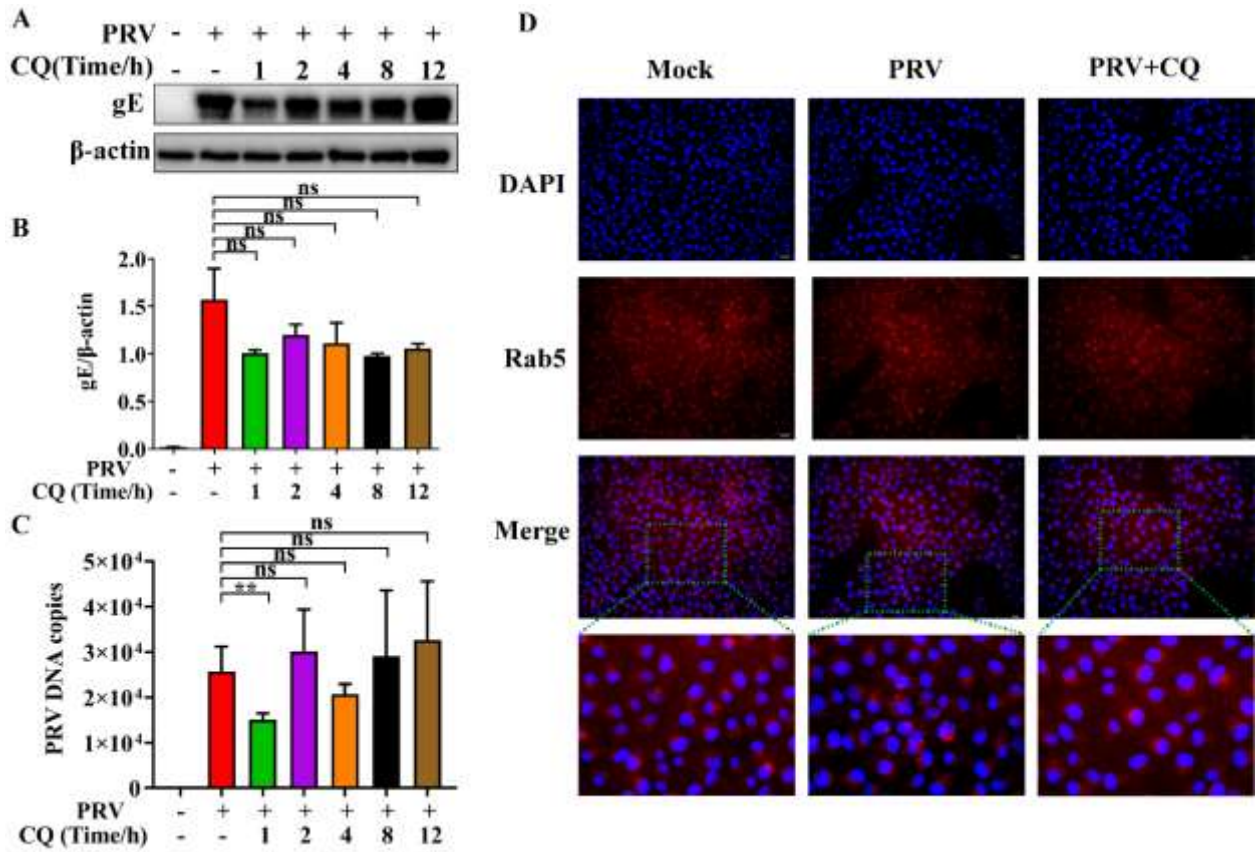 A
PRV - + + + + + +
CQ(Time/h) - - 1 2 4 8 12
gE
β-actin
B
ns
ns
ns
ns
ns
gE/β-actin
2.0
1.5
1.0
0.5
0.0
PRV - + + + + + +
CQ (Time/h) - - 1 2 4 8 12
C
ns
ns
ns
ns
**
PRV DNA copies
5×10⁴
4×10⁴
3×10⁴
2×10⁴
1×10⁴
0
PRV - + + + + + +
CQ (Time/h) - - 1 2 4 8 12
D
Mock PRV PRV+CQ
DAPI
Rab5
Merge